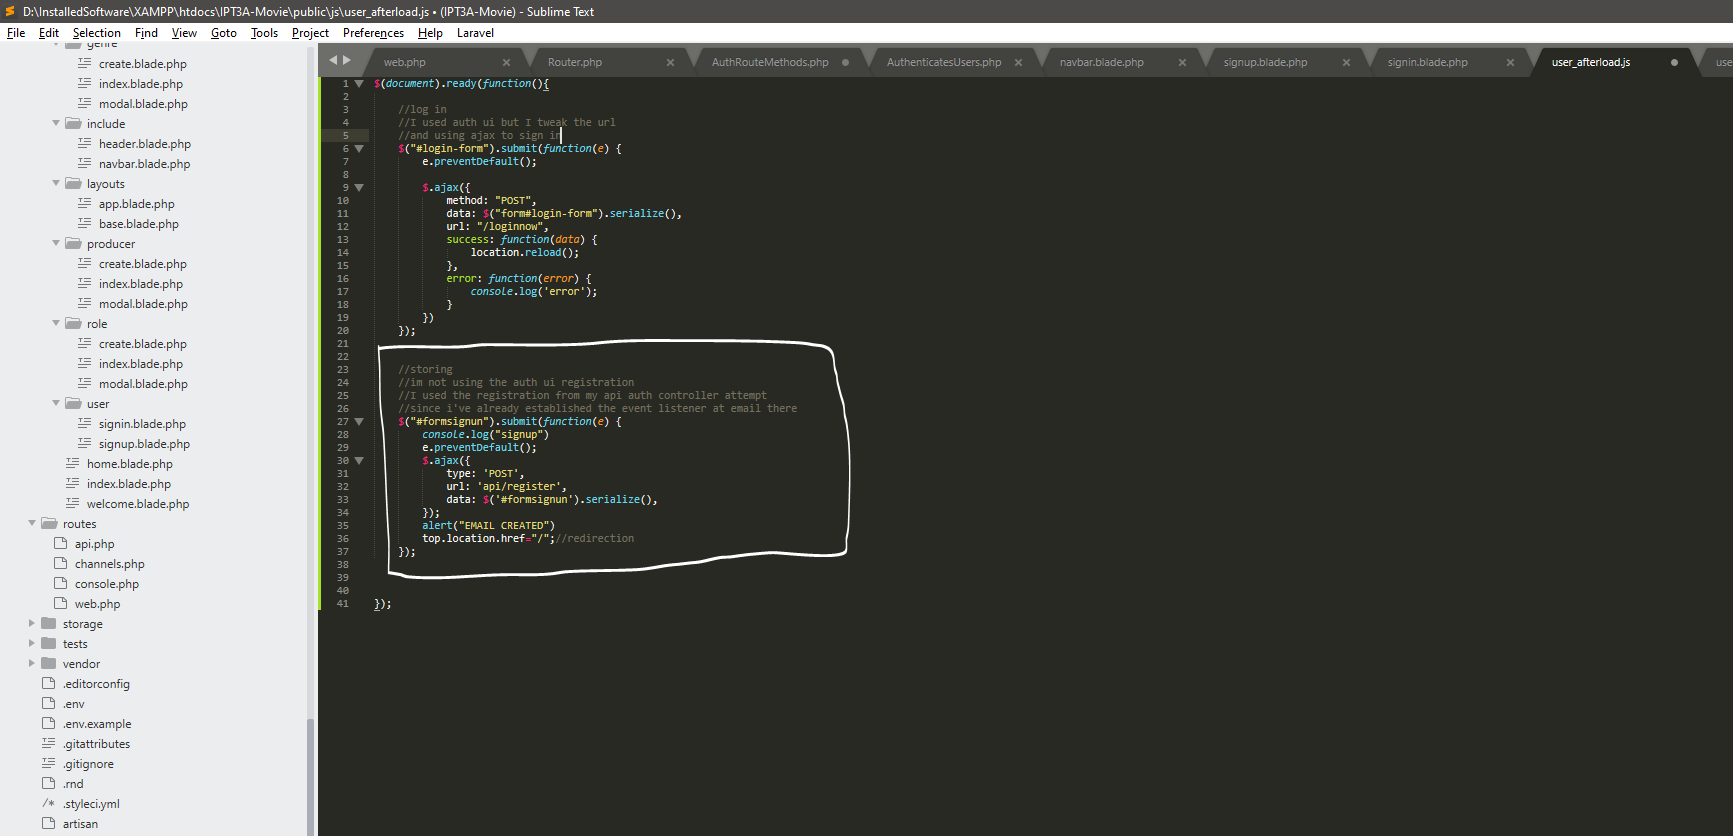 D:\InstalledSoftware\XAMPP\htdocs\IPT3A-Movie\public\js\user_afterload.js • (IPT3A-Movie) - Sublime Text
File Edit Selection Find View Goto Tools Project Preferences Help Laravel
genre
create.blade.php
index.blade.php
modal.blade.php
include
header.blade.php
navbar.blade.php
layouts
app.blade.php
base.blade.php
producer
create.blade.php
index.blade.php
modal.blade.php
role
create.blade.php
index.blade.php
modal.blade.php
user
signin.blade.php
signup.blade.php
home.blade.php
index.blade.php
welcome.blade.php
routes
api.php
channels.php
console.php
web.php
storage
tests
vendor
.editorconfig
.env
.env.example
.gitattributes
.gitignore
.rnd
/* .styleci.yml
artisan
web.php × Router.php × AuthRouteMethods.php • AuthenticatesUsers.php × navbar.blade.php × signup.blade.php × signin.blade.php × user_afterload.js • use
1 $(document).ready(function(){
2
3 //log in
4 //I used auth ui but I tweak the url
5 //and using ajax to sign in
6 $("#login-form").submit(function(e) {
7 e.preventDefault();
8
9 $.ajax({
10 method: "POST",
11 data: $("form#login-form").serialize(),
12 url: "/loginnow",
13 success: function(data) {
14 location.reload();
15 },
16 error: function(error) {
17 console.log('error');
18 }
19 })
20 });
21
22
23 //storing
24 //im not using the auth ui registration
25 //I used the registration from my api auth controller attempt
26 //since i've already established the event listener at email there
27 $("#formsignun").submit(function(e) {
28 console.log("signup")
29 e.preventDefault();
30 $.ajax({
31 type: 'POST',
32 url: 'api/register',
33 data: $('#formsignun').serialize(),
34 });
35 alert("EMAIL CREATED")
36 top.location.href="/";//redirection
37 });
38
39
40
41 });